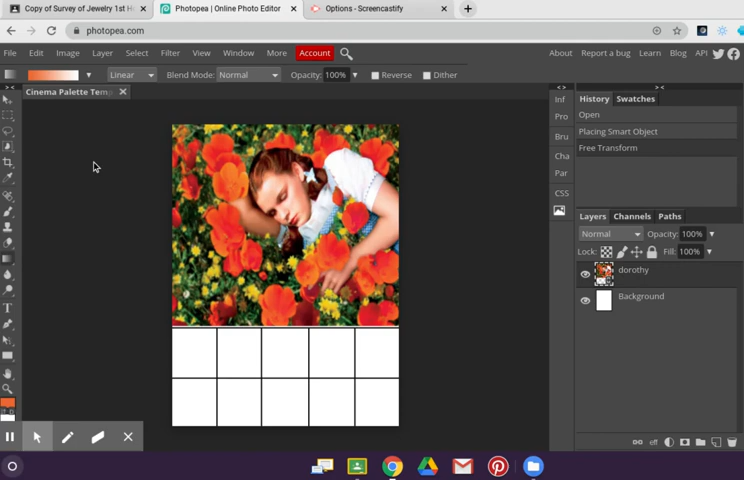 Copy of Survey of Jewelry 1st H
Photopea | Online Photo Editor
Options - Screencastify
photopea.com
File Edit Image Layer Select Filter View Window More Account
About Report a bug Learn Blog API
Linear Blend Mode: Normal Opacity: 100% Reverse Dither
Cinema Palette Temp
Inf
Pro
Bru
Cha
Par
CSS
History Swatches
Open
Placing Smart Object
Free Transform
Layers Channels Paths
Normal Opacity: 100%
Lock: Fill: 100%
dorothy
Background
eff